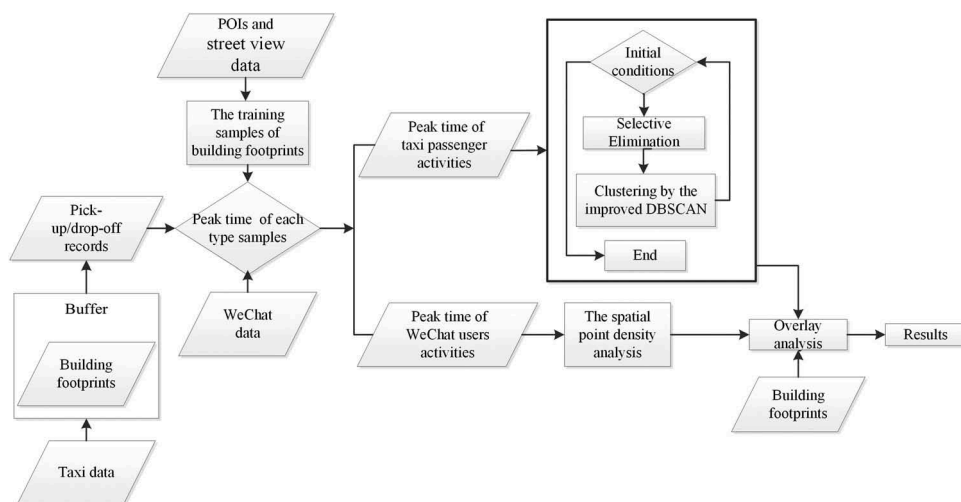 POIs and
street view
data
The training
samples of
building footprints
Pick-
up/drop-off
records
Peak time of each
type samples
WeChat
data
Buffer
Building
footprints
Taxi data
Peak time of
taxi passenger
activities
Initial
conditions
Selective
Elimination
Clustering by the
improved DBSCAN
End
Peak time of
WeChat users
activities
The spatial
point density
analysis
Overlay
analysis
Results
Building
footprints